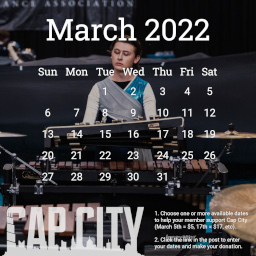 ANCE ASSOCIATION
March 2022
Sun Mon Tue Wed Thu Fri Sat
1 2 3 4 5
6 7 8 9 10 11 12
13 14 15 16 17 18 19
20 21 22 23 24 25 26
27 28 29 30 31
CAP CITY
1. Choose one or more available dates
to help your member support Cap City
(March 5th = $5, 17th = $17, etc)
2. Click the link in the post to enter
your dates and make your donation.